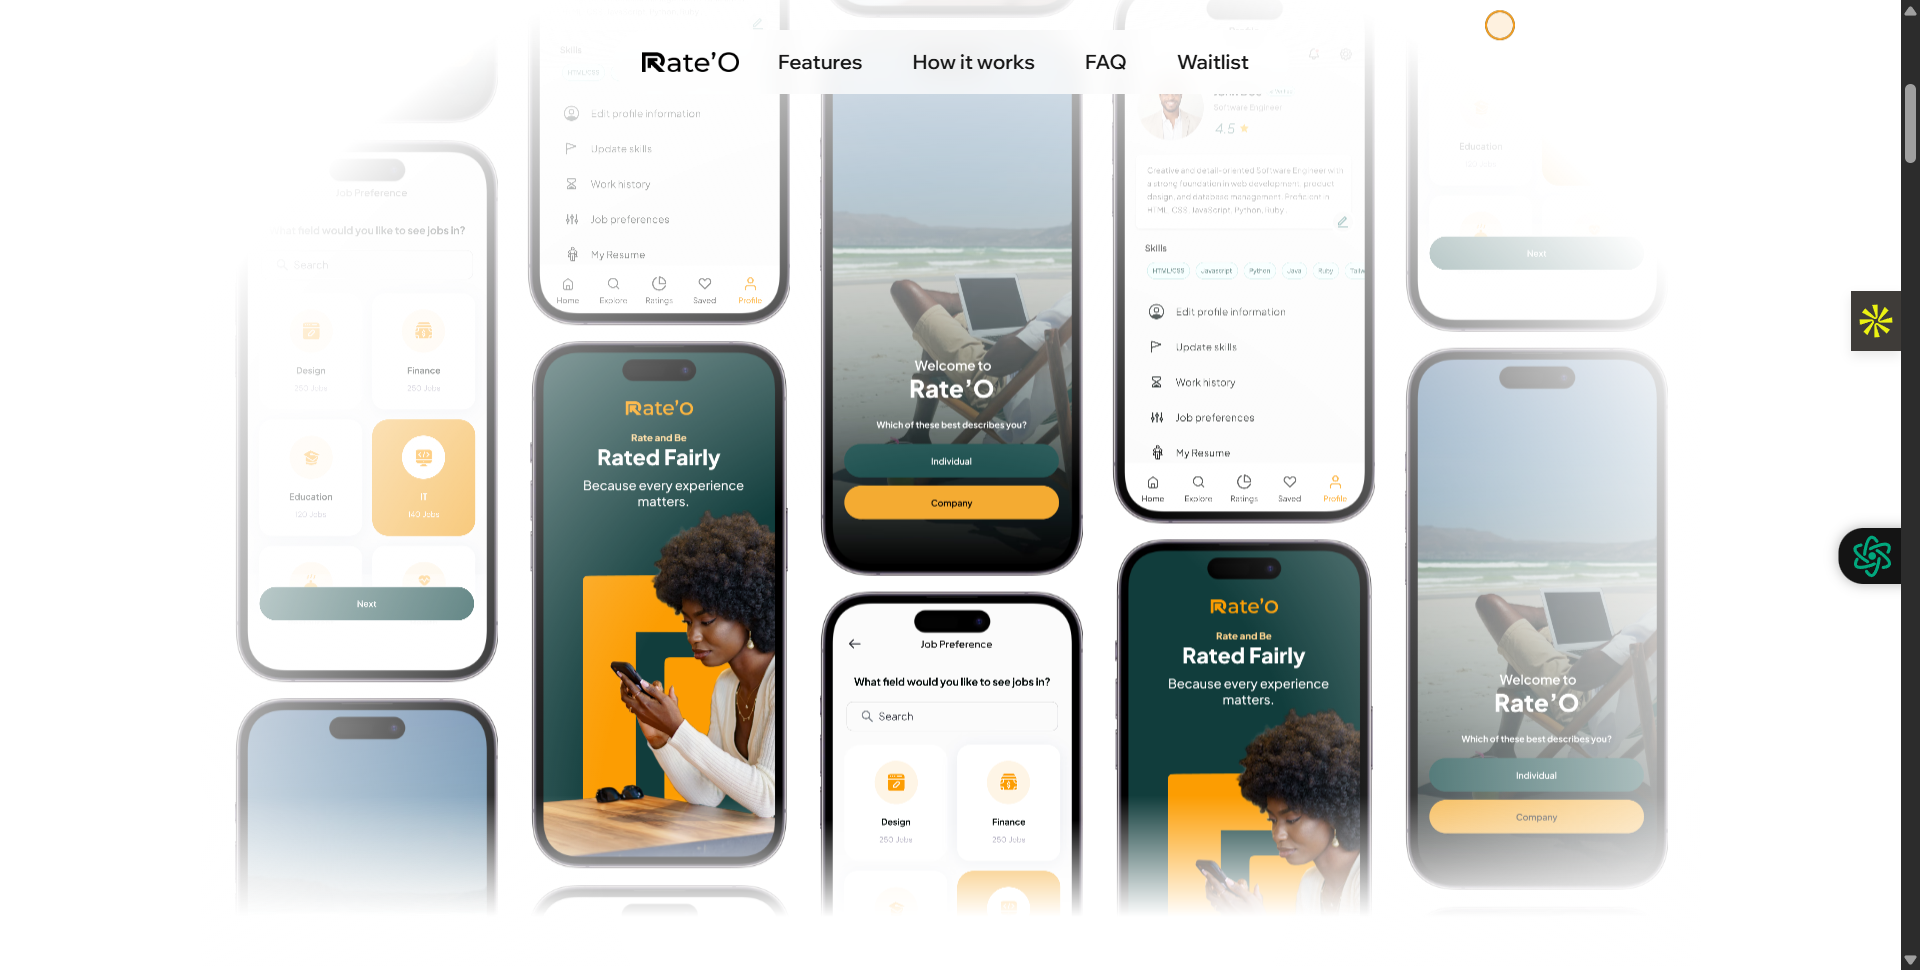 Rate'O
Features
How it works
FAQ
Waitlist
Job Preference
What field would you like to see jobs in?
Search
Design
250 Jobs
Finance
250 Jobs
Education
120 Jobs
IT
140 Jobs
Next
Skills
HTML/CSS
Edit profile information
Update skills
Work history
Job preferences
My Resume
Home
Explore
Ratings
Saved
Profile
Rate'O
Rate and Be
Rated Fairly
Because every experience
matters.
Welcome to
Rate'O
Which of these best describes you?
Individual
Company
Job Preference
What field would you like to see jobs in?
Search
Design
250 Jobs
Finance
250 Jobs
Software Engineer
4.5
Creative and detail-oriented Software Engineer with
a strong foundation in web development, product
design, and database management. Proficient in
HTML, CSS, JavaScript, Python, Ruby.
Skills
HTML/CSS
Javascript
Python
Java
Ruby
Edit profile information
Update skills
Work history
Job preferences
My Resume
Home
Explore
Ratings
Saved
Profile
Rate'O
Rate and Be
Rated Fairly
Because every experience
matters.
Education
120 Jobs
Next
Welcome to
Rate'O
Which of these best describes you?
Individual
Company